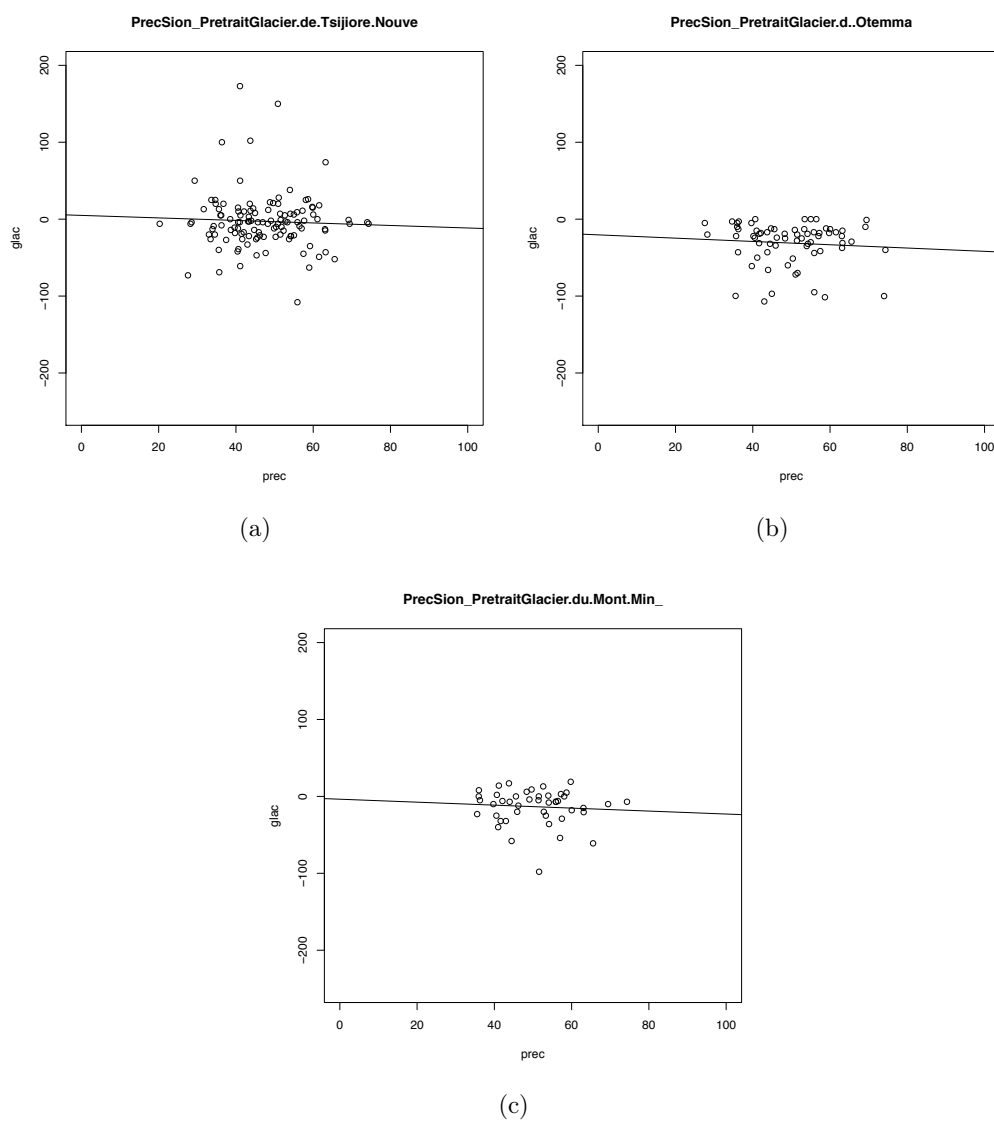 PrecSion_PretraitGlacier.de.Tsijiore.Nouve
200
100
0
-100
-200
glac
0 20 40 60 80 100
prec
(a)
PrecSion_PretraitGlacier.d..Otemma
200
100
0
-100
-200
glac
0 20 40 60 80 100
prec
(b)
PrecSion_PretraitGlacier.du.Mont.Min_
200
100
0
-100
-200
glac
0 20 40 60 80 100
prec
(c)